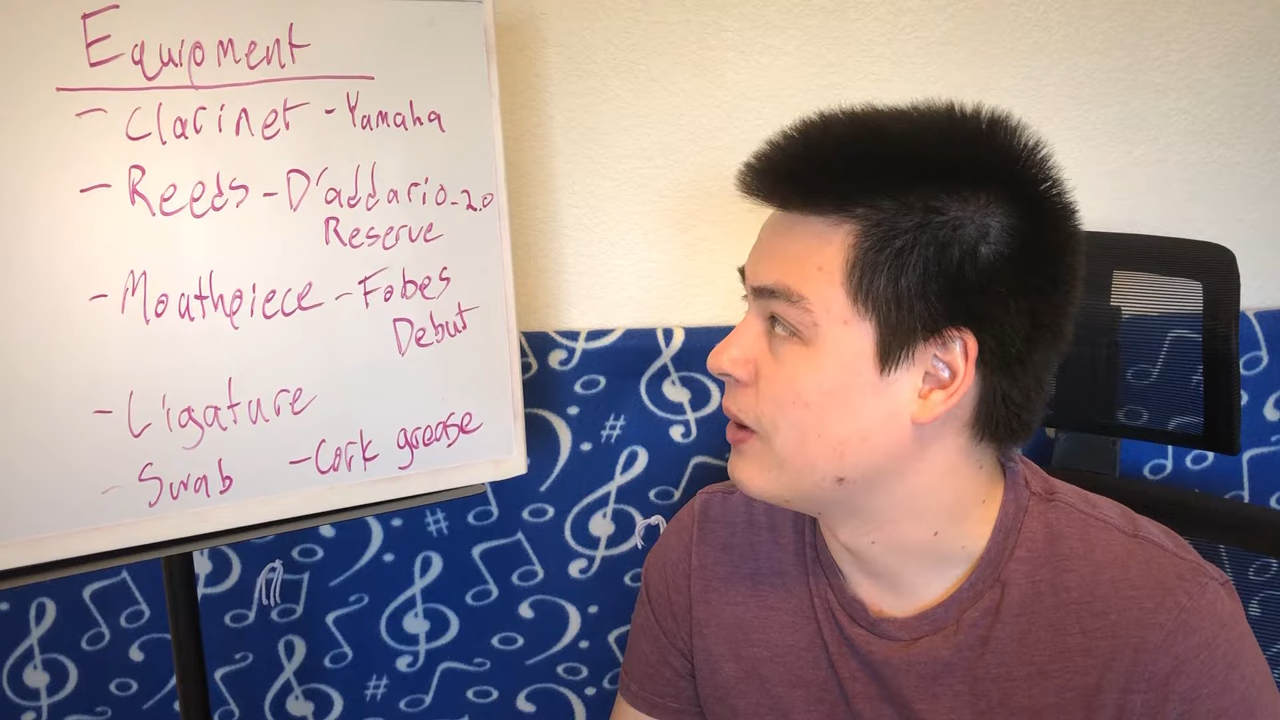 Equipment
- Clarinet - Yamaha
- Reeds - D'addario - 2.0
Reserve
- Mouthpiece - Fobes
Debut
- Ligature
- Swab - Cork grease